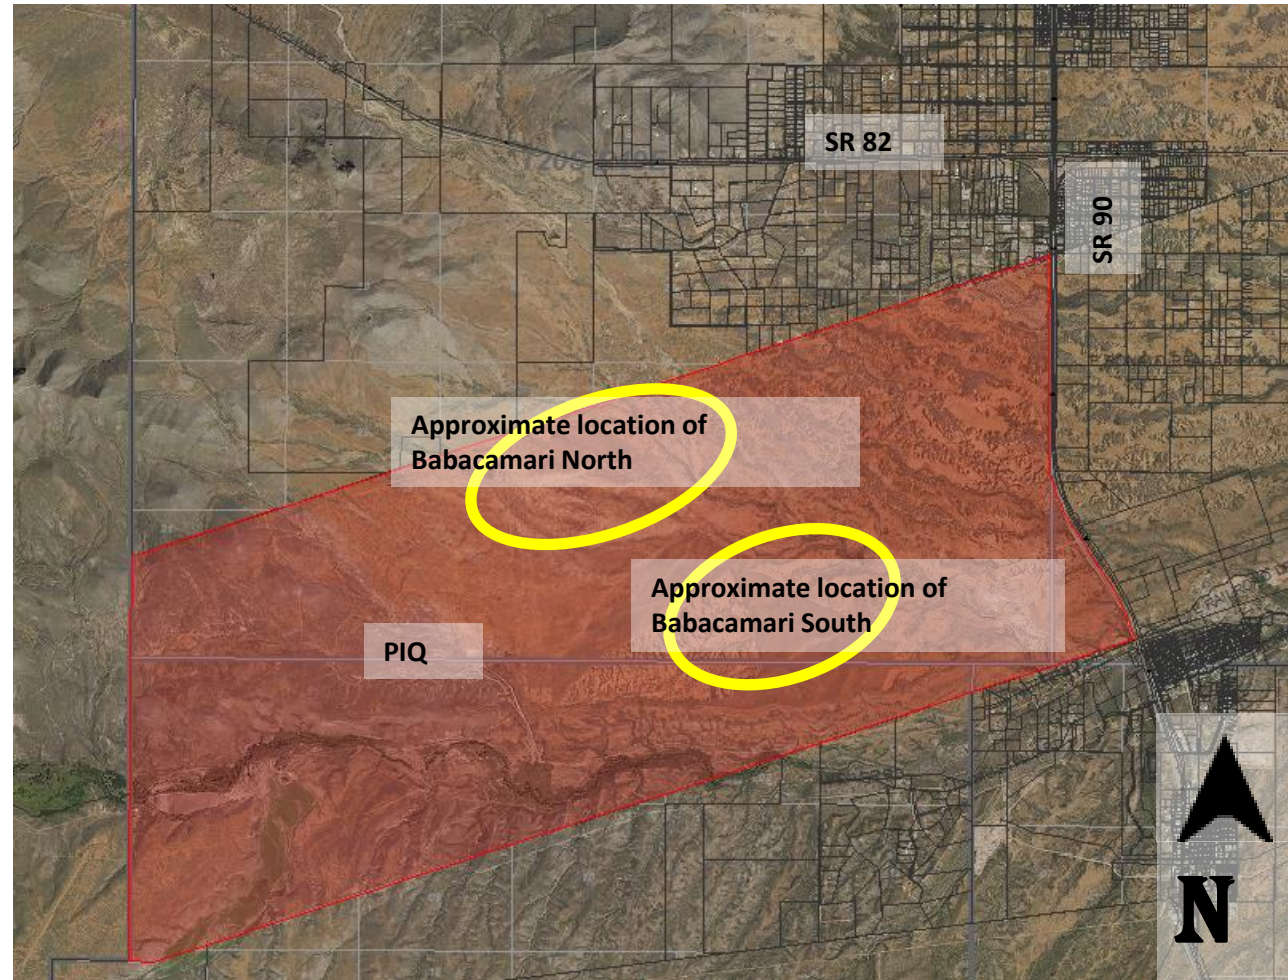 SR 82
SR 90
Approximate location of
Babacamari North
Approximate location of
Babacamari South
PIQ
N